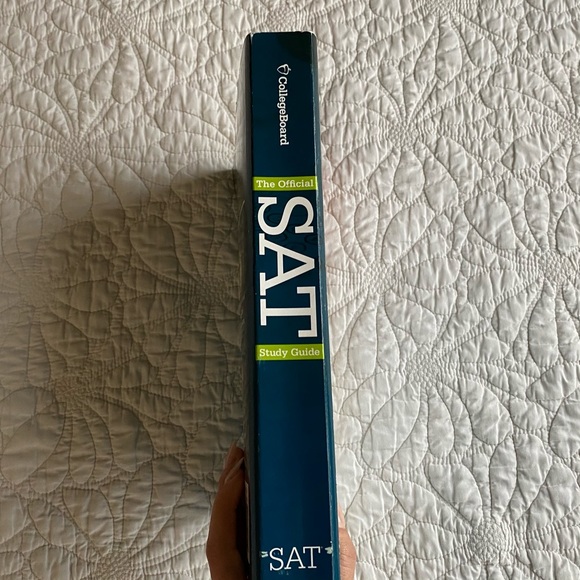 CollegeBoard
The Official
SAT
Study Guide
SAT